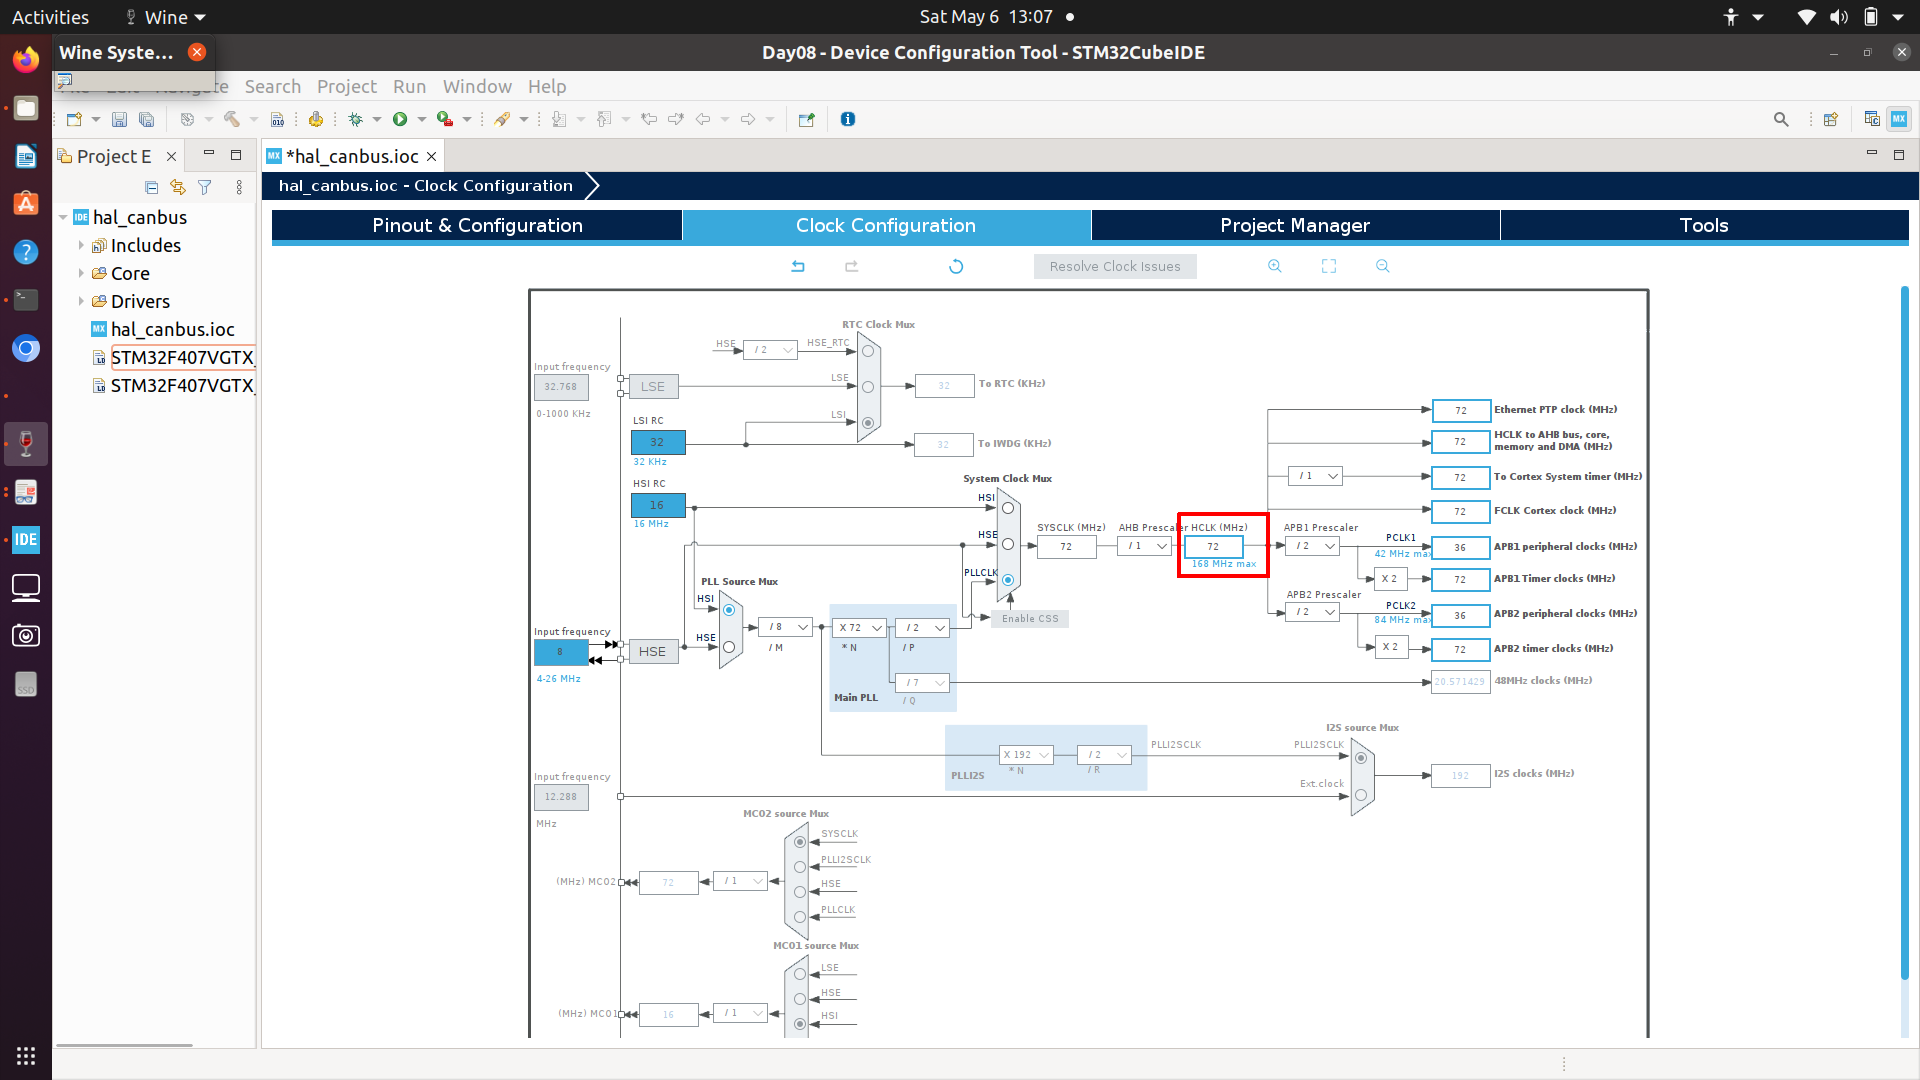 Activities
Wine
Sat May 6 13:07
Wine Syste...
Day08 - Device Configuration Tool - STM32CubeIDE
Search Project Run Window Help
Project E
*hal_canbus.ioc
hal_canbus.ioc - Clock Configuration
Pinout & Configuration
Clock Configuration
Project Manager
Tools
Resolve Clock Issues
hal_canbus
Includes
Core
Drivers
hal_canbus.ioc
STM32F407VGTX_
STM32F407VGTX_
RTC Clock Mux
HSE
/ 2
HSE_RTC
Input frequency
32.768
0-1000 KHz
LSE
LSE
32
To RTC (KHz)
LSI RC
LSI
32
32 KHz
32
To IWDG (KHz)
HSI RC
16
16 MHz
System Clock Mux
HSI
HSE
PLLCLK
SYSCLK (MHz)
72
AHB Prescaler
/ 1
HCLK (MHz)
72
168 MHz max
Enable CSS
72
Ethernet PTP clock (MHz)
72
HCLK to AHB bus, core,
memory and DMA (MHz)
/ 1
72
To Cortex System timer (MHz)
72
FCLK Cortex clock (MHz)
APB1 Prescaler
/ 2
PCLK1
42 MHz max
36
APB1 peripheral clocks (MHz)
X 2
72
APB1 Timer clocks (MHz)
APB2 Prescaler
/ 2
PCLK2
84 MHz max
36
APB2 peripheral clocks (MHz)
X 2
72
APB2 timer clocks (MHz)
20.571429
48MHz clocks (MHz)
PLL Source Mux
HSI
HSE
Input frequency
8
4-26 MHz
HSE
/ 8
/ M
X 72
* N
/ 2
/ P
/ 7
/ Q
Main PLL
X 192
* N
/ 2
/ R
PLLI2S
PLLI2SCLK
I2S source Mux
PLLI2SCLK
Ext.clock
192
I2S clocks (MHz)
Input frequency
12.288
MHz
MCO2 source Mux
SYSCLK
PLLI2SCLK
HSE
PLLCLK
(MHz) MCO2
72
/ 1
MCO1 source Mux
LSE
HSE
HSI
(MHz) MCO1
16
/ 1
IDE
MX
SSD